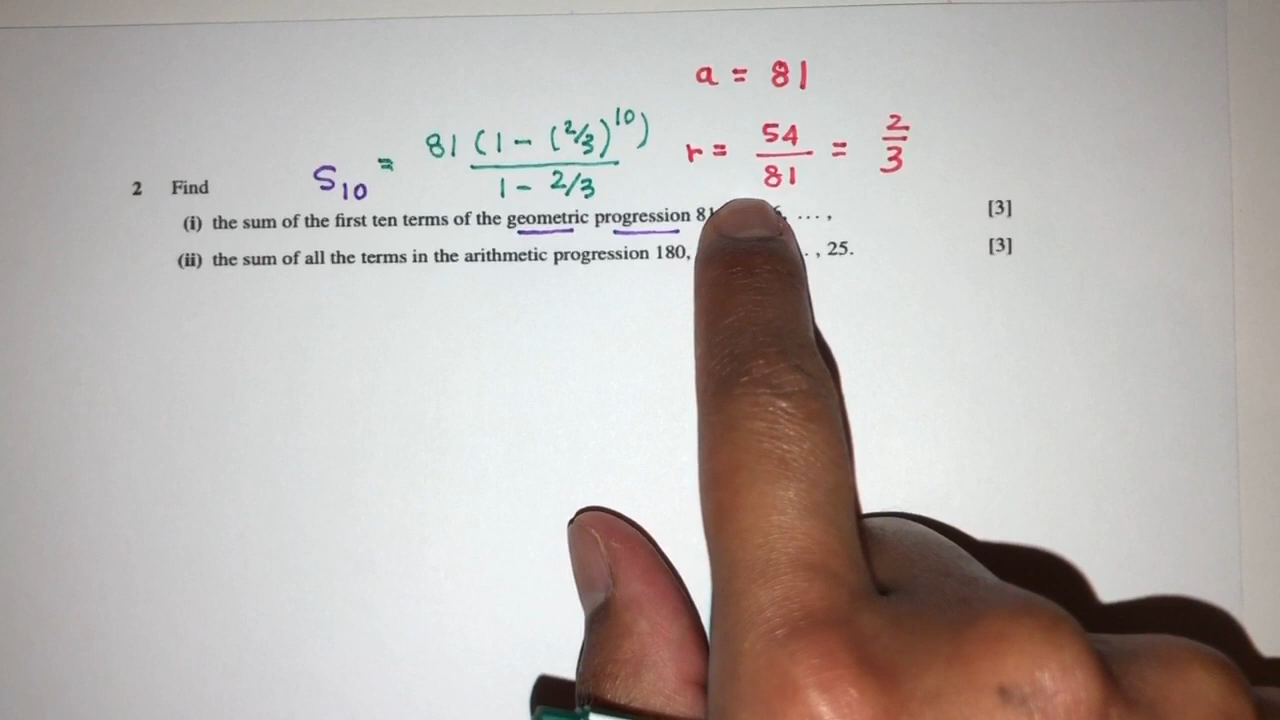 a = 81
S10 = 81 (1 - (2/3)^10) / 1 - 2/3
r = 54/81 = 2/3
2 Find
(i) the sum of the first ten terms of the geometric progression ..., [3]
(ii) the sum of all the terms in the arithmetic progression 180, ., 25. [3]